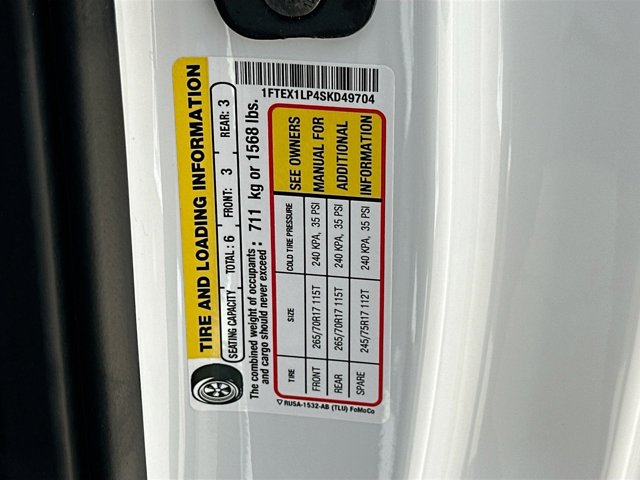 TIRE AND LOADING INFORMATION
SEATING CAPACITY TOTAL : 6 FRONT: 3 REAR: 3
The combined weight of occupants
and cargo should never exceed : 711 kg or 1568 lbs.
1FTEX1LP4SKD49704
TIRE SIZE COLD TIRE PRESSURE SEE OWNERS
FRONT 265/70R17 115T 240 KPA, 35 PSI MANUAL FOR
REAR 265/70R17 115T 240 KPA, 35 PSI ADDITIONAL
SPARE 245/75R17 112T 240 KPA, 35 PSI INFORMATION
RU5A-1532-AB (TLU) FoMoCo